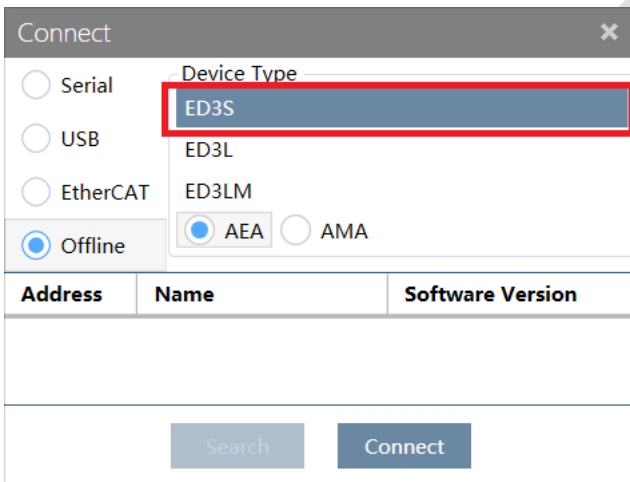 Connect
Serial
USB
EtherCAT
Offline
Device Type
ED3S
ED3L
ED3LM
AEA AMA
Address Name Software Version
Search Connect